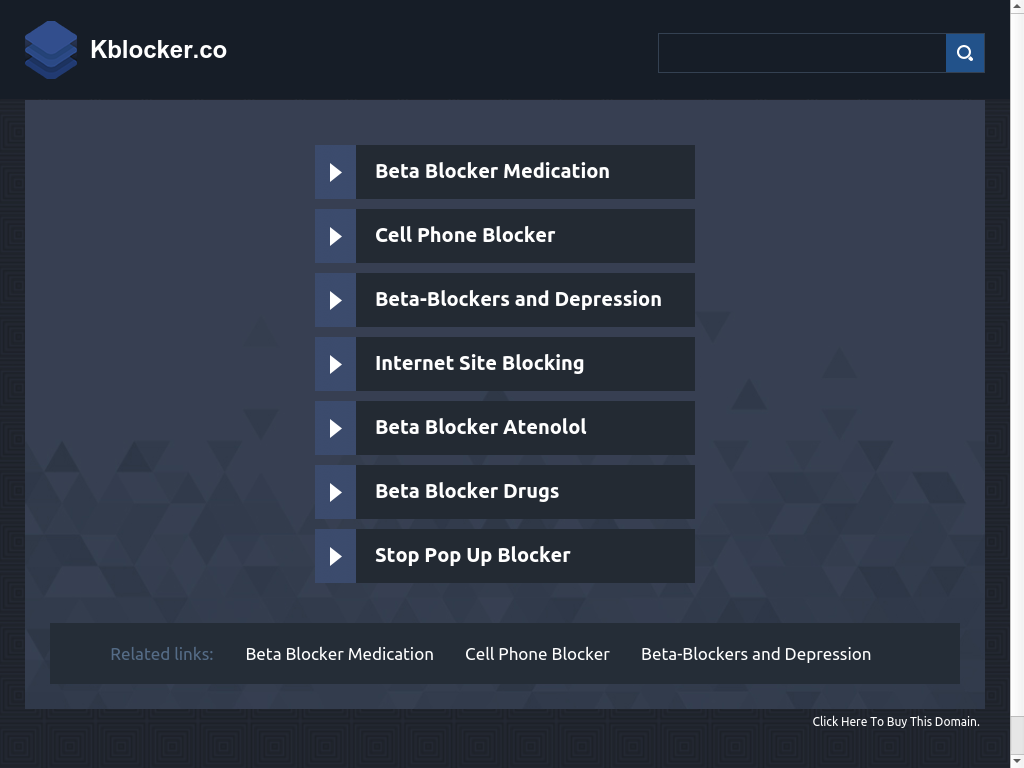 Kblocker.co
Beta Blocker Medication
Cell Phone Blocker
Beta-Blockers and Depression
Internet Site Blocking
Beta Blocker Atenolol
Beta Blocker Drugs
Stop Pop Up Blocker
Related links: Beta Blocker Medication Cell Phone Blocker Beta-Blockers and Depression
Click Here To Buy This Domain.